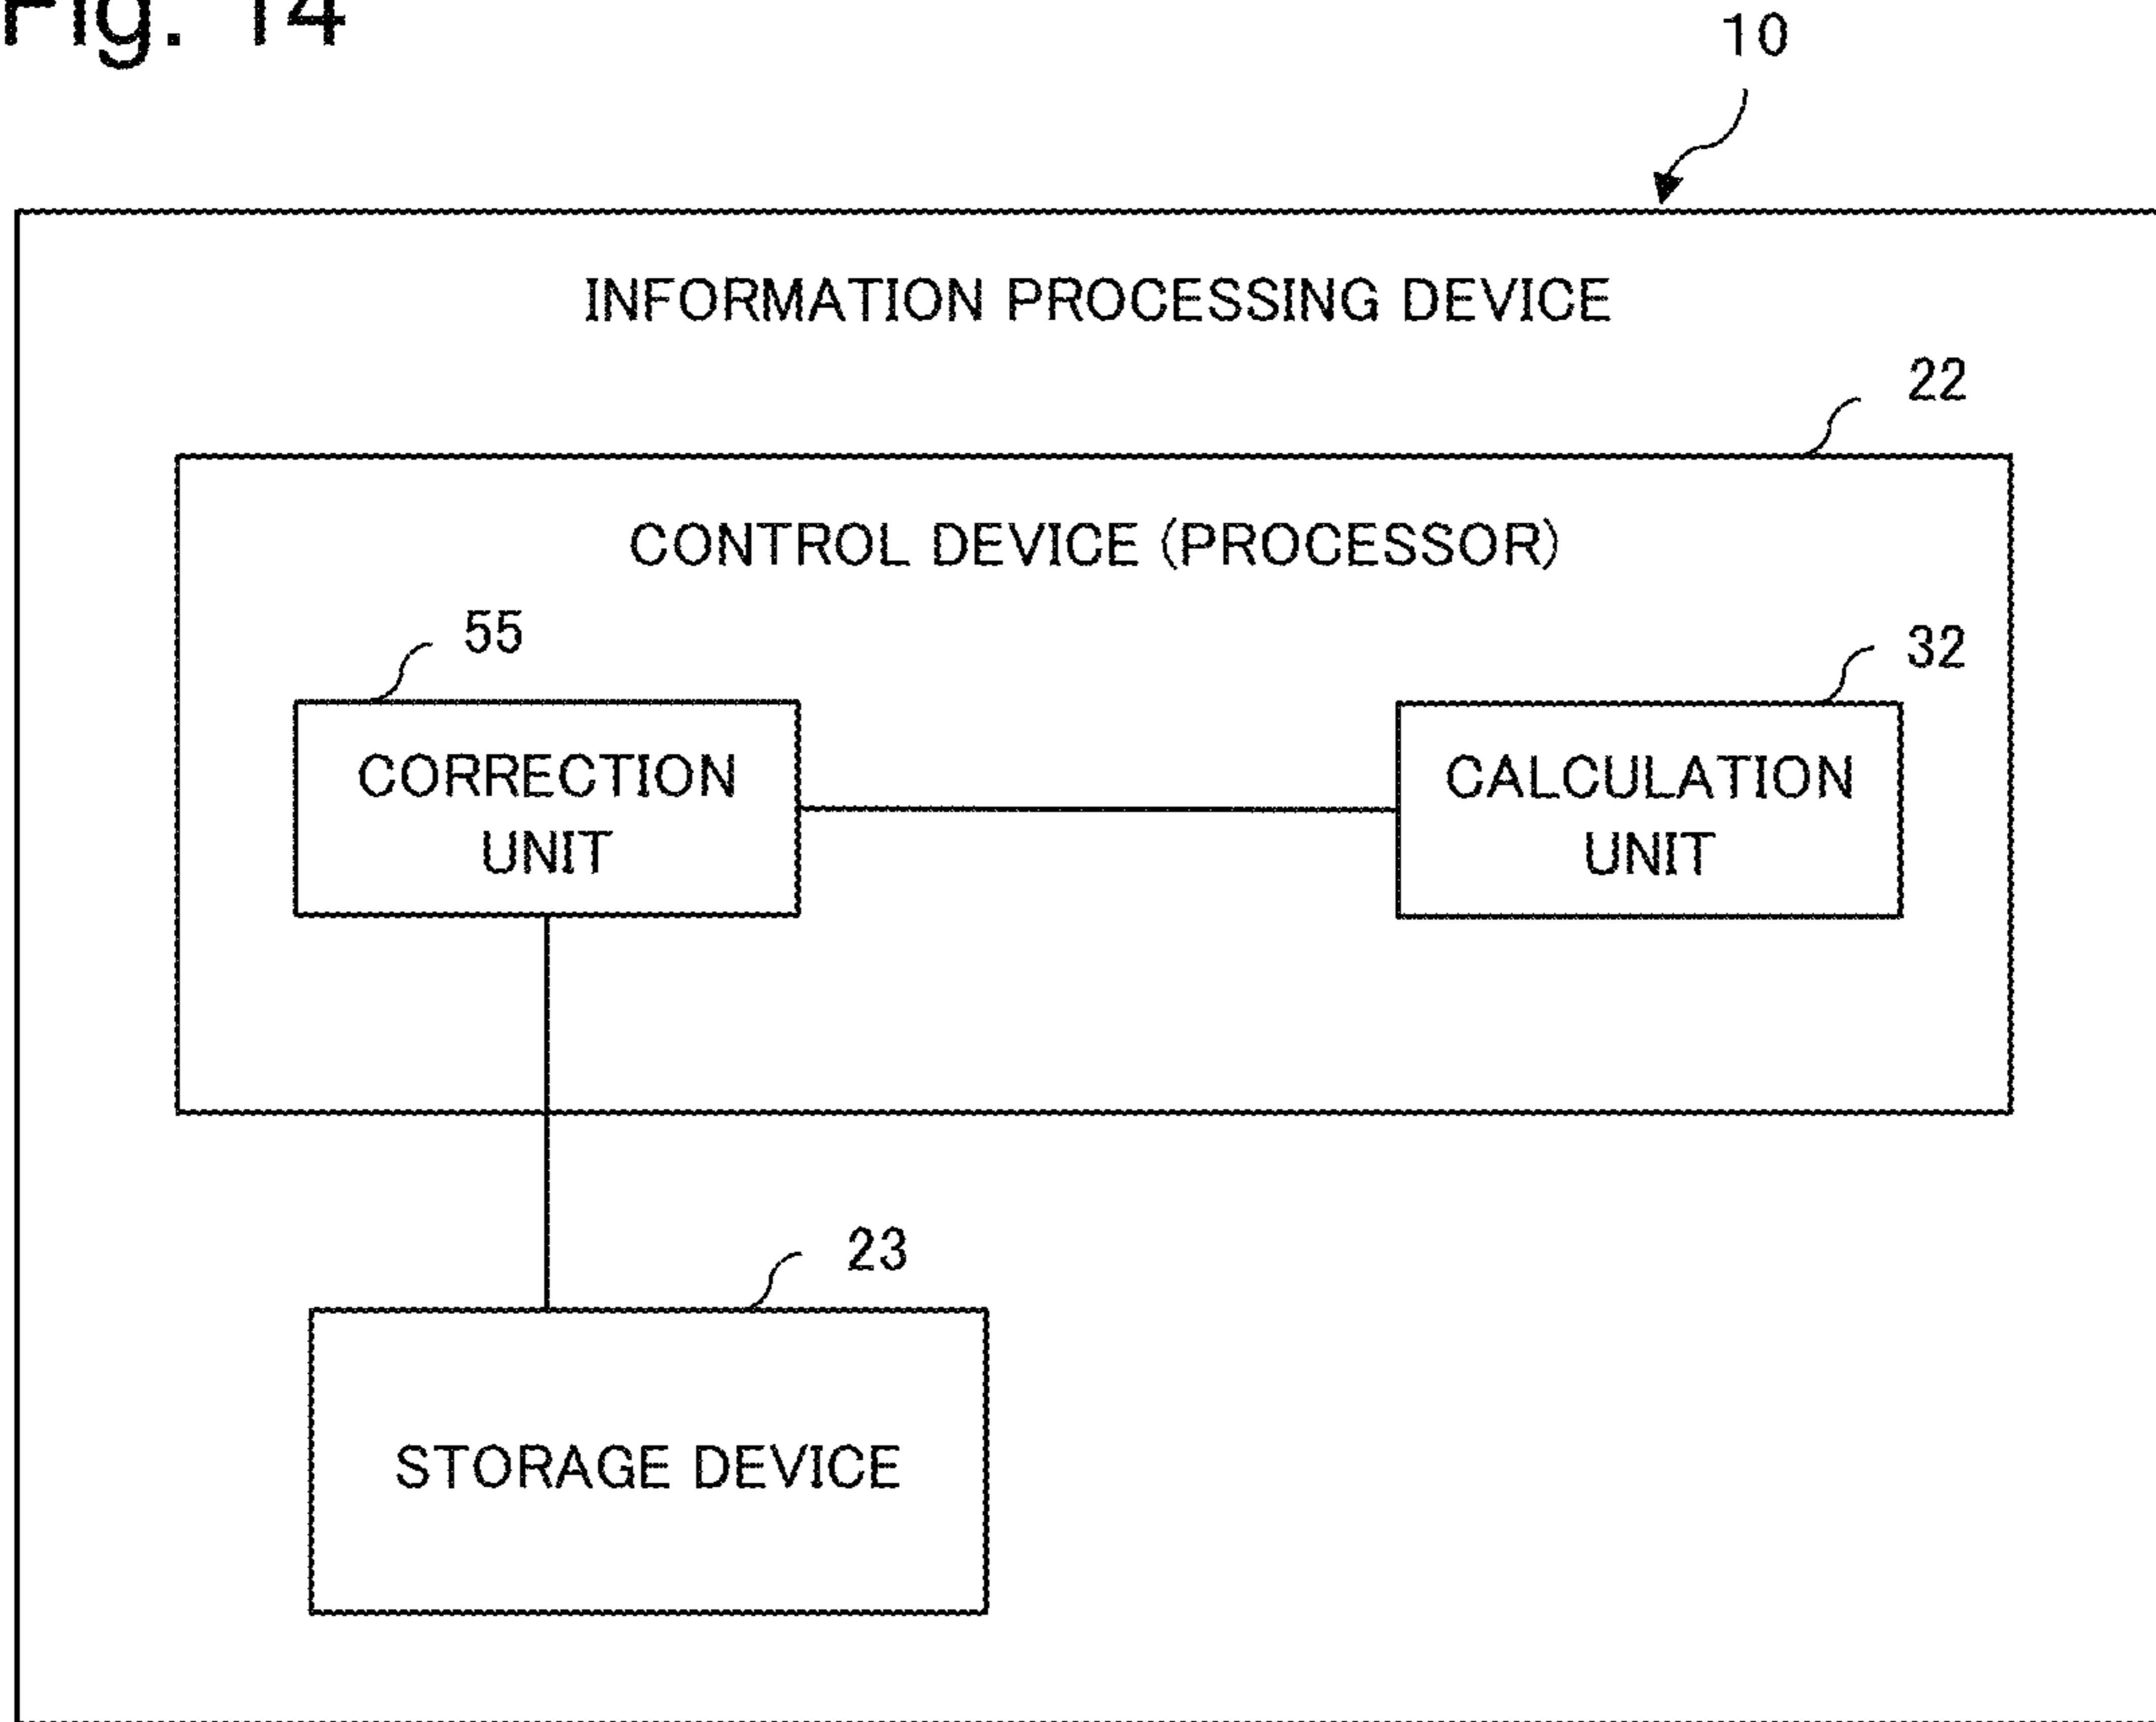 Fig. 14
10
INFORMATION PROCESSING DEVICE
22
CONTROL DEVICE (PROCESSOR)
55
32
CORRECTION
UNIT
CALCULATION
UNIT
23
STORAGE DEVICE